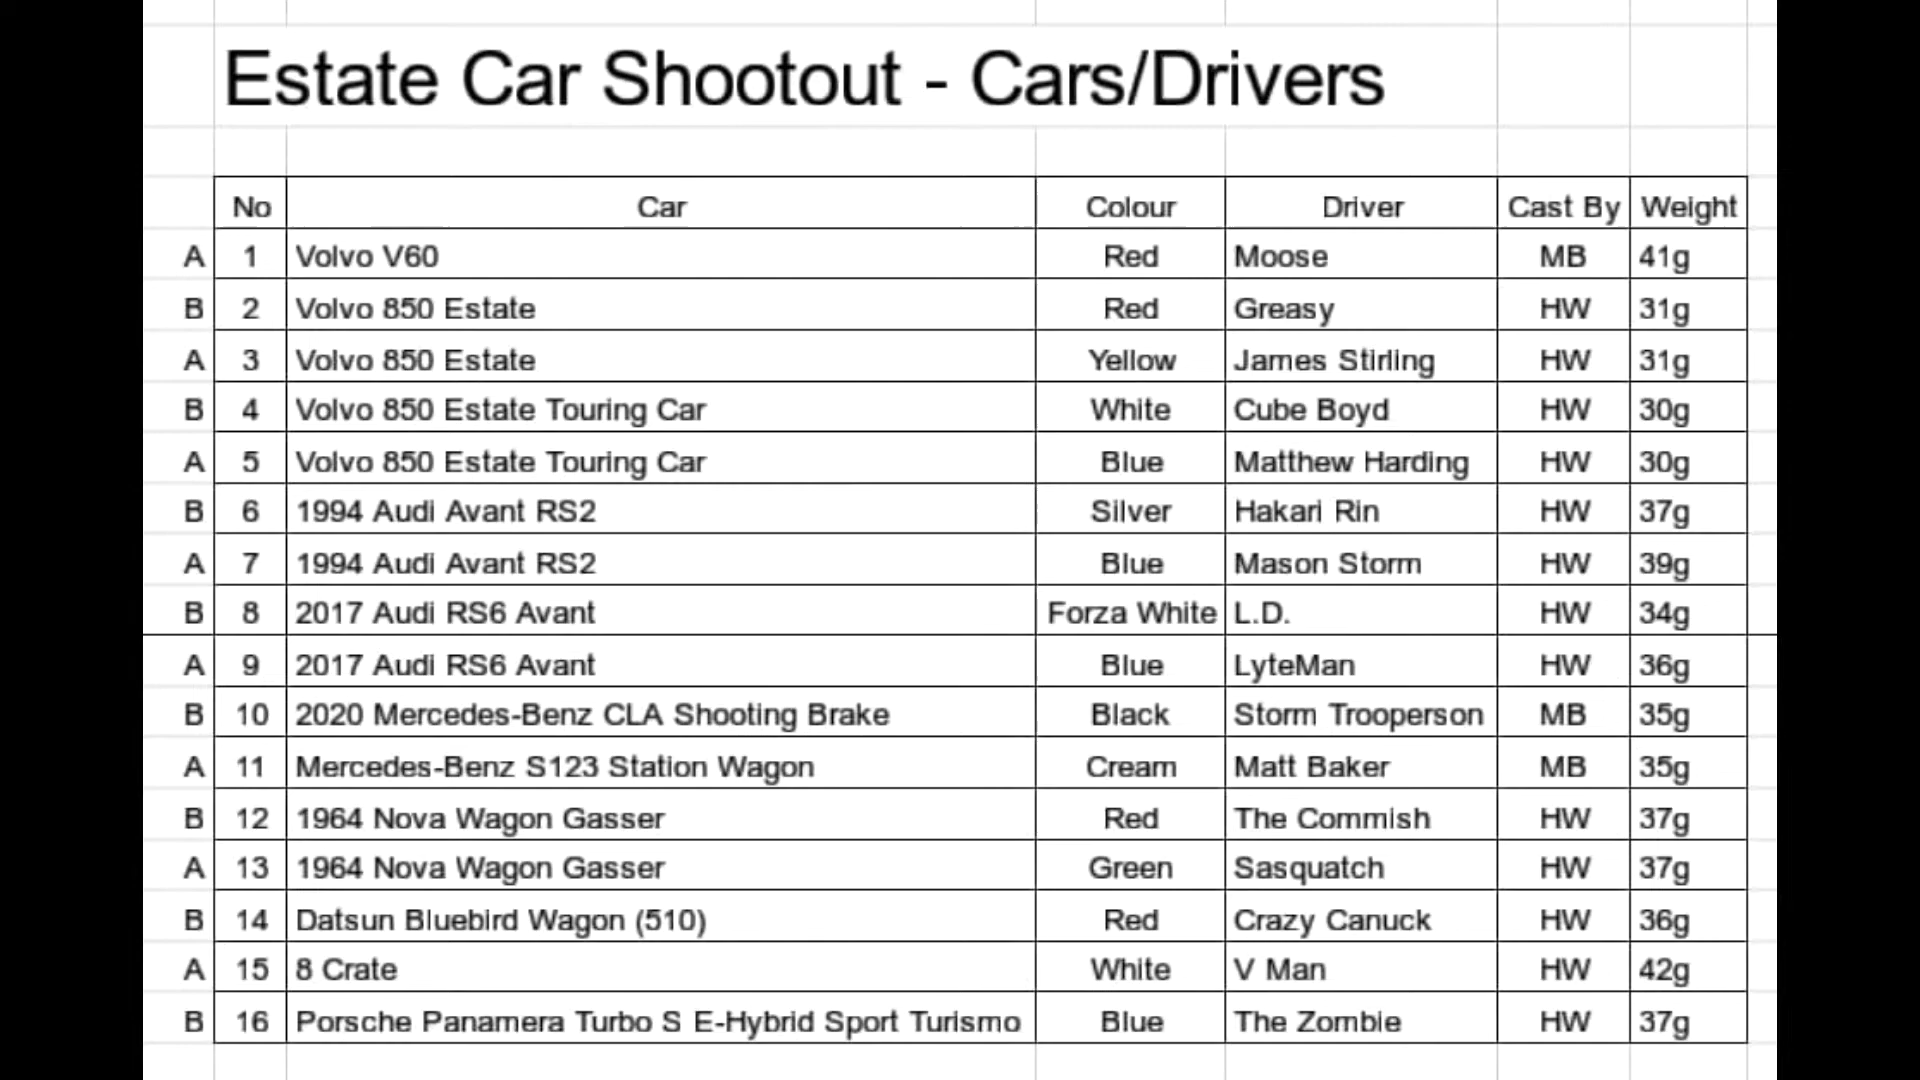 Estate Car Shootout - Cars/Drivers
No Car Colour Driver Cast By Weight
A 1 Volvo V60 Red Moose MB 41g
B 2 Volvo 850 Estate Red Greasy HW 31g
A 3 Volvo 850 Estate Yellow James Stirling HW 31g
B 4 Volvo 850 Estate Touring Car White Cube Boyd HW 30g
A 5 Volvo 850 Estate Touring Car Blue Matthew Harding HW 30g
B 6 1994 Audi Avant RS2 Silver Hakari Rin HW 37g
A 7 1994 Audi Avant RS2 Blue Mason Storm HW 39g
B 8 2017 Audi RS6 Avant Forza White L.D. HW 34g
A 9 2017 Audi RS6 Avant Blue LyteMan HW 36g
B 10 2020 Mercedes-Benz CLA Shooting Brake Black Storm Trooperson MB 35g
A 11 Mercedes-Benz S123 Station Wagon Cream Matt Baker MB 35g
B 12 1964 Nova Wagon Gasser Red The Commish HW 37g
A 13 1964 Nova Wagon Gasser Green Sasquatch HW 37g
B 14 Datsun Bluebird Wagon (510) Red Crazy Canuck HW 36g
A 15 8 Crate White V Man HW 42g
B 16 Porsche Panamera Turbo S E-Hybrid Sport Turismo Blue The Zombie HW 37g